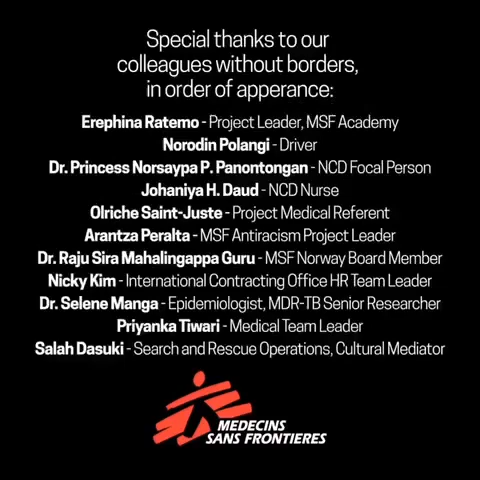 Special thanks to our
colleagues without borders,
in order of apperance:
Erephina Ratemo - Project Leader, MSF Academy
Norodin Polangi - Driver
Dr. Princess Norsaypa P. Panontongan - NCD Focal Person
Johaniya H. Daud - NCD Nurse
Olriche Saint-Juste - Project Medical Referent
Arantza Peralta - MSF Antiracism Project Leader
Dr. Raju Sira Mahalingappa Guru - MSF Norway Board Member
Nicky Kim - International Contracting Office HR Team Leader
Dr. Selene Manga - Epidemiologist, MDR-TB Senior Researcher
Priyanka Tiwari - Medical Team Leader
Salah Dasuki - Search and Rescue Operations, Cultural Mediator
MEDECINS
SANS FRONTIERES